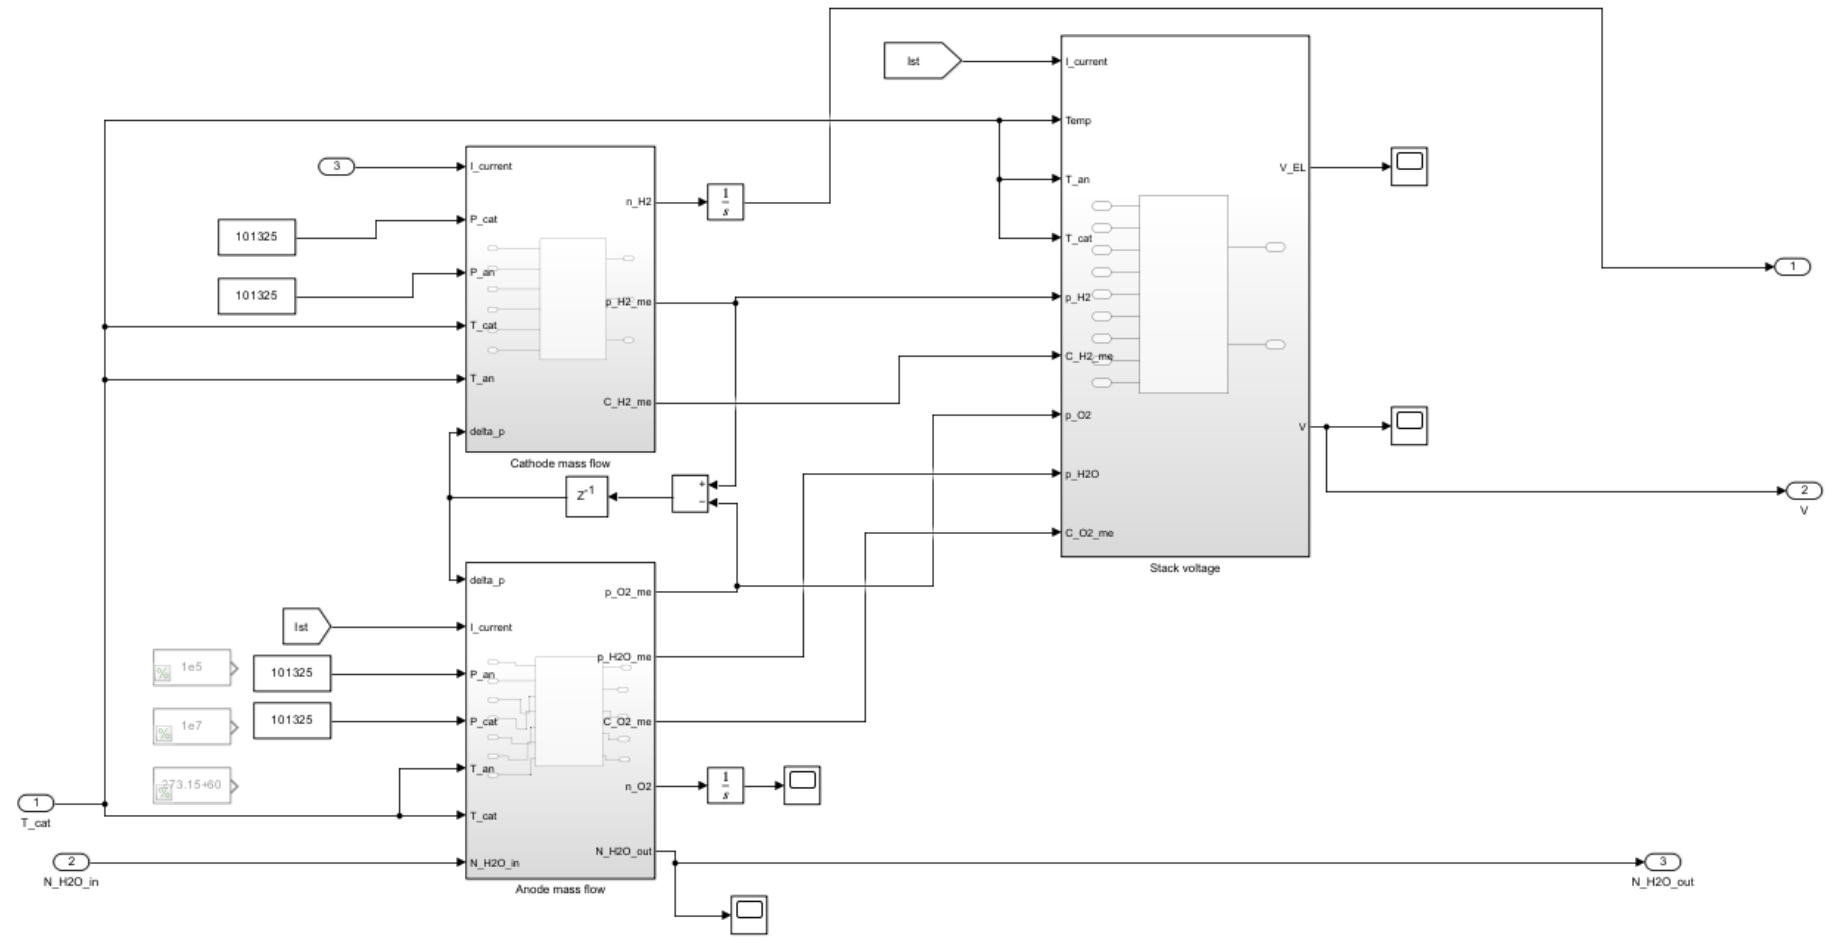 Ist
I_current
Temp
T_an
T_cat
p_H2
C_H2_me
p_O2
p_H2O
C_O2_me
V_EL
V
Stack voltage
3
I_current
101325
P_cat
101325
P_an
T_cat
T_an
delta_p
n_H2
p_H2_me
C_H2_me
Cathode mass flow
1
s
1
2
V
Z-1
+
−
delta_p
Ist
I_current
1e5
101325
P_an
1e7
101325
P_cat
273.15+60
T_an
1
T_cat
T_cat
2
N_H2O_in
N_H2O_in
p_O2_me
p_H2O_me
C_O2_me
n_O2
1
s
N_H2O_out
Anode mass flow
3
N_H2O_out